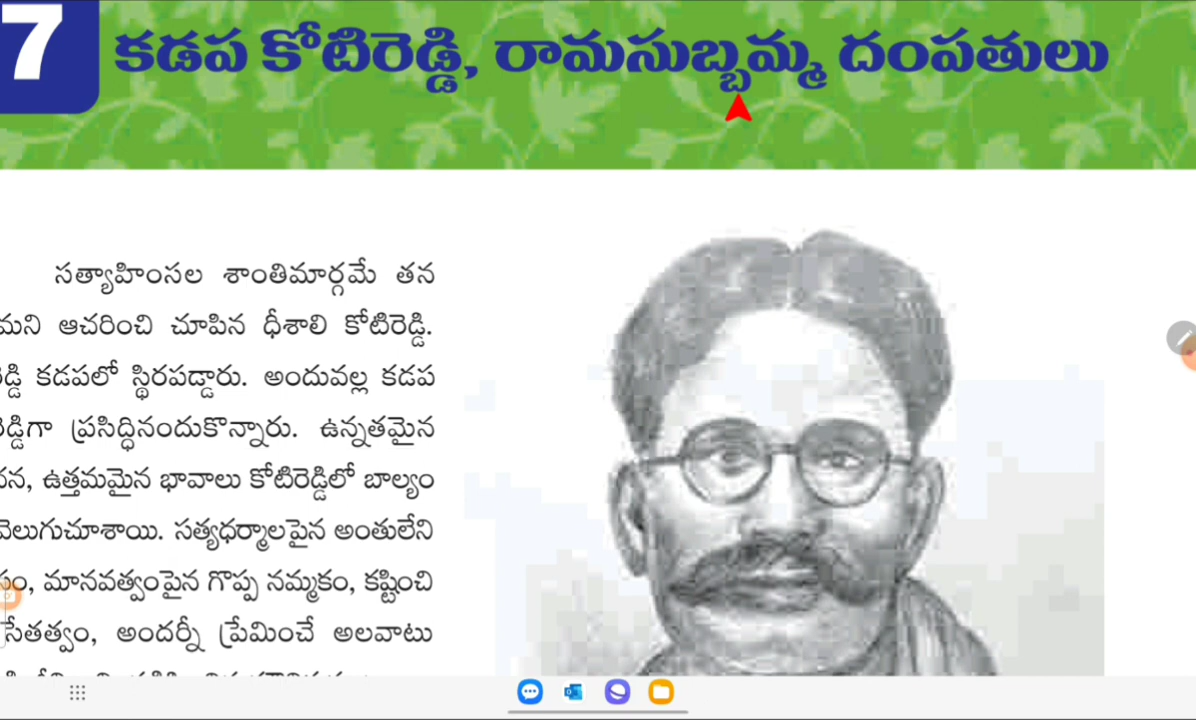 7
కడప కోటిరెడ్డి, రామసుబ్బమ్మ దంపతులు
సత్యాహింసల శాంతిమార్గమే తన
మని ఆచరించి చూపిన ధీశాలి కోటిరెడ్డి.
కడపలో స్థిరపడ్డారు. అందువల్ల కడప
ప్రసిద్ధినందుకొన్నారు. ఉన్నతమైన
ఉత్తమమైన భావాలు కోటిరెడ్డిలో బాల్యం
వెలుగుచూశాయి. సత్యధర్మాలపైన అంతులేని
మానవత్వంపైన గొప్ప నమ్మకం, కష్టించి
అందర్నీ ప్రేమించే అలవాటు